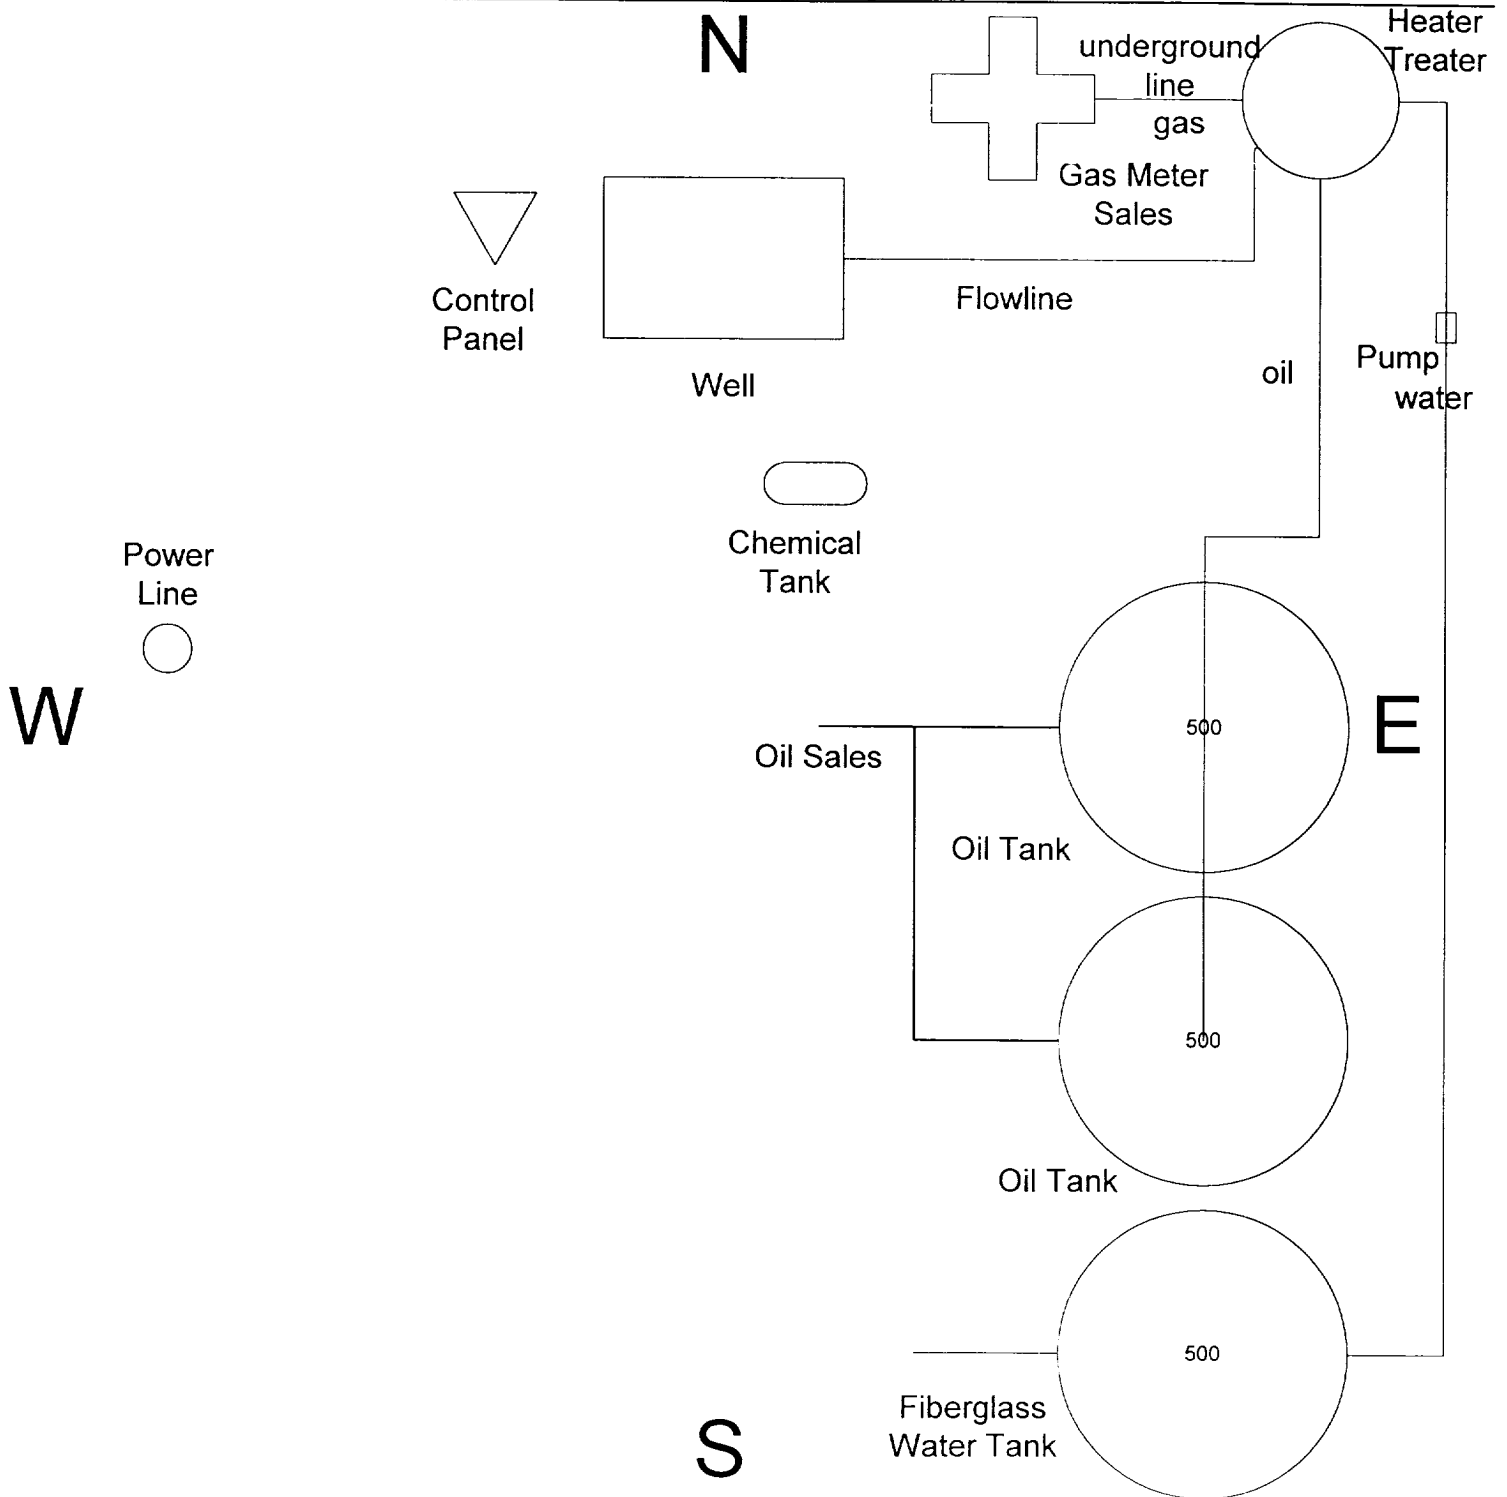 N
Heater
Treater
underground
line
gas
Gas Meter
Sales
Control
Panel
Well
Flowline
oil
Pump
water
Chemical
Tank
Power
Line
W
E
500
Oil Sales
Oil Tank
500
Oil Tank
500
Fiberglass
Water Tank
S